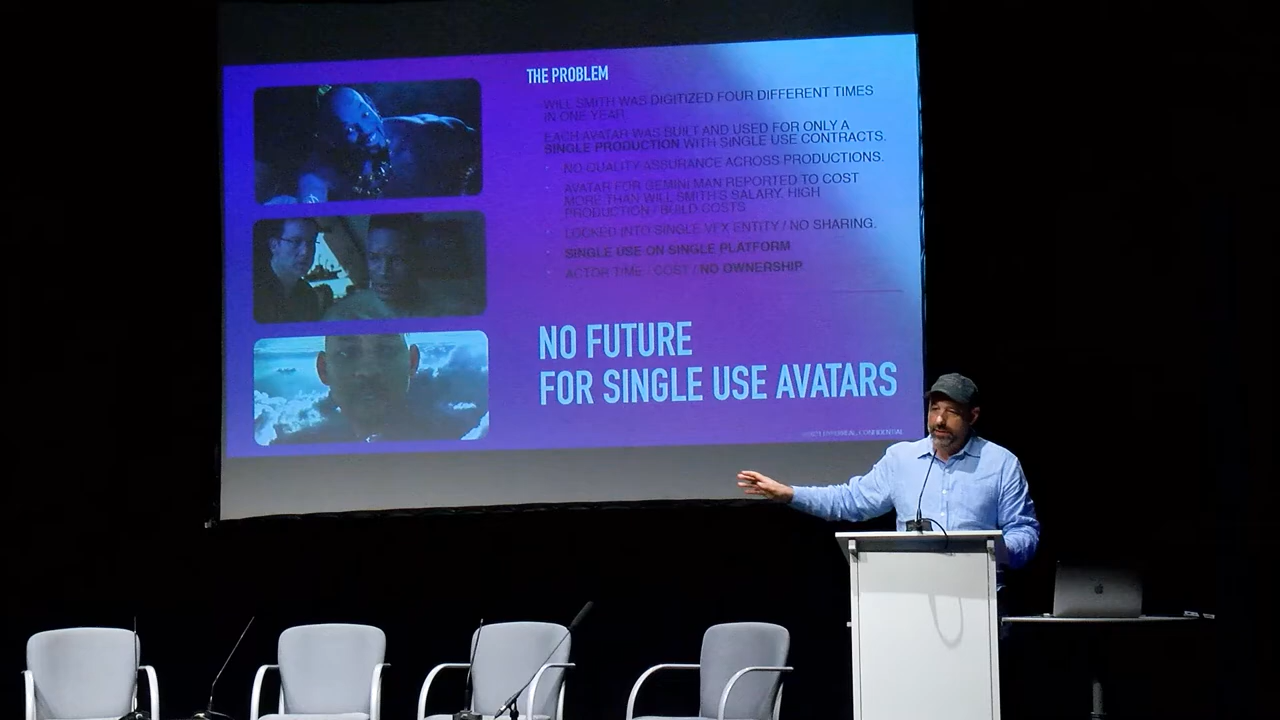 THE PROBLEM
WILL SMITH WAS DIGITIZED FOUR DIFFERENT TIMES
IN ONE YEAR
EACH AVATAR WAS BUILT AND USED FOR ONLY A
SINGLE PRODUCTION WITH SINGLE USE CONTRACTS.
NO QUALITY ASSURANCE ACROSS PRODUCTIONS.
AVATAR FOR GEMINI MAN REPORTED TO COST
MORE THAN WILL SMITH'S SALARY. HIGH
PRODUCTION / BUILD COSTS
LOCKED INTO SINGLE VFX ENTITY / NO SHARING.
SINGLE USE ON SINGLE PLATFORM
ACTOR TIME / COST / NO OWNERSHIP
NO FUTURE
FOR SINGLE USE AVATARS
CONFIDENTIAL